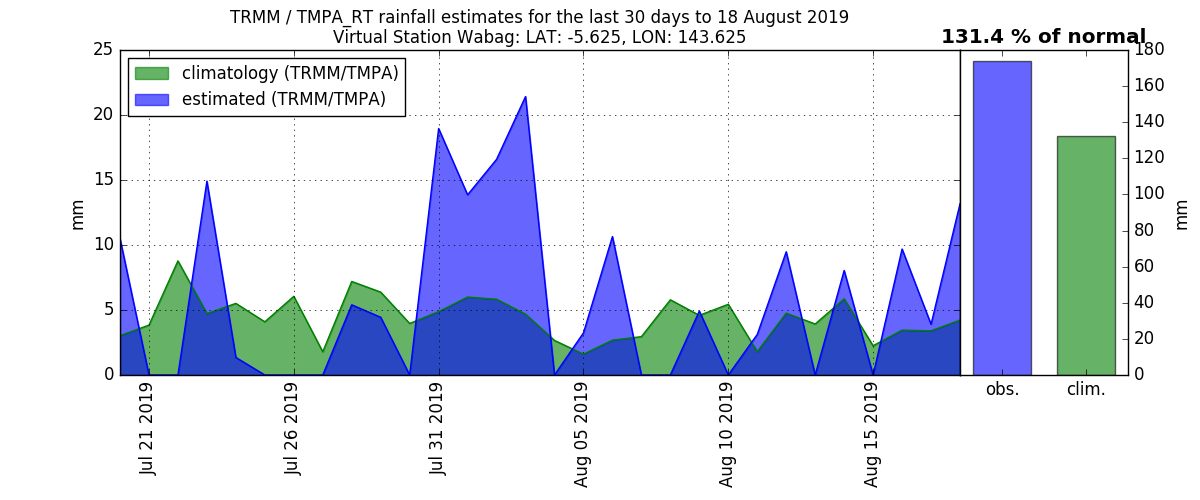 TRMM / TMPA_RT rainfall estimates for the last 30 days to 18 August 2019
Virtual Station Wabag: LAT: -5.625, LON: 143.625
131.4 % of normal
climatology (TRMM/TMPA)
estimated (TRMM/TMPA)
25
20
15
10
5
0
mm
Jul 21 2019
Jul 26 2019
Jul 31 2019
Aug 05 2019
Aug 10 2019
Aug 15 2019
180
160
140
120
100
80
60
40
20
0
mm
obs.
clim.